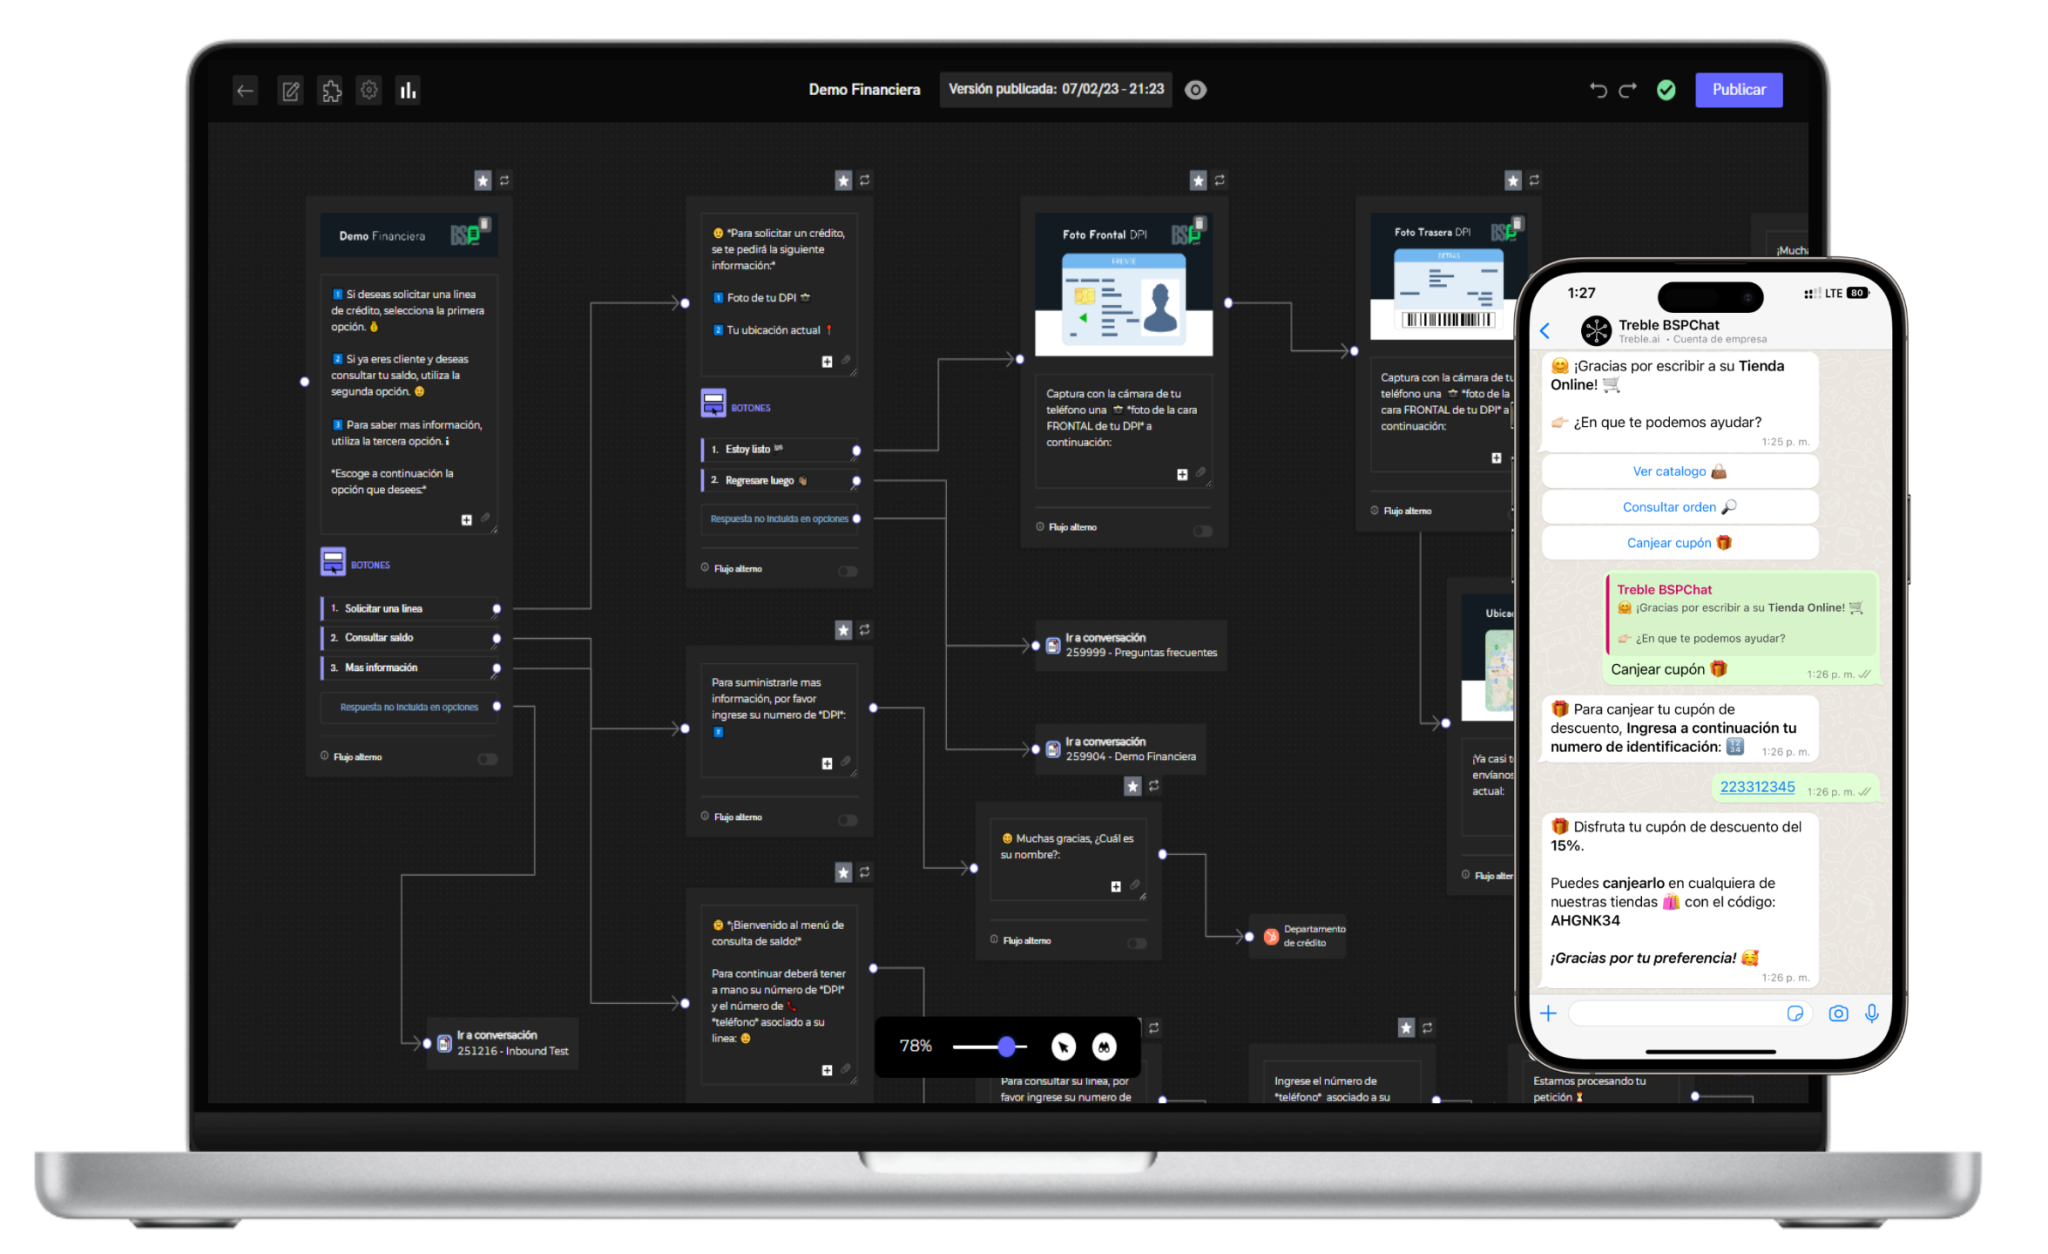 Demo Financiera
Versión publicada: 07/02/23 - 21:23
Publicar
Demo Financiera
BSP
1 Si deseas solicitar una linea
de crédito, selecciona la primera
opción. 💰
2 Si ya eres cliente y deseas
consultar tu saldo, utiliza la
segunda opción. 😉
3 Para saber mas información,
utiliza la tercera opción. ℹ
*Escoge a continuación la
opción que desees:*
BOTONES
1. Solicitar una linea
2. Consultar saldo
3. Mas información
Respuesta no incluida en opciones
Flujo alterno
Ir a conversación
251216 - Inbound Test
*Para solicitar un crédito,
se te pedirá la siguiente
información:*
1 Foto de tu DPI
2 Tu ubicación actual 📍
BOTONES
1. Estoy listo
2. Regresare luego 👋
Respuesta no incluida en opciones
Flujo alterno
Para suministrarle mas
información, por favor
ingrese su numero de *DPI*:
Flujo alterno
*¡Bienvenido al menú de
consulta de saldo!*
Para continuar deberá tener
a mano su número de *DPI*
y el número de 📞
*teléfono* asociado a su
linea: 😉
Foto Frontal DPI
BSP
FRENTE
Captura con la cámara de tu
teléfono una *foto de la cara
FRONTAL de tu DPI* a
continuación:
Flujo alterno
Ir a conversación
259999 - Preguntas frecuentes
Ir a conversación
259904 - Demo Financiera
Muchas gracias, ¿Cuál es
su nombre?:
Flujo alterno
Departamento
de crédito
Foto Trasera DPI
BSP
DETRÁS
Captura con la cámara de tu
teléfono una *foto de la
cara FRONTAL de tu DPI* a
continuación:
Flujo alterno
¡Much
Ubica
¡Ya casi t
envíanos
actual:
Flujo alter
78%
Para consultar su linea, por
favor ingrese su numero de
Ingrese el número de
*teléfono* asociado a su
Estamos procesando tu
petición ⏳
1:27
LTE 80
Treble BSPChat
Treble.ai • Cuenta de empresa
🤗 ¡Gracias por escribir a su Tienda
Online! 🛒
👉🏻 ¿En que te podemos ayudar?
1:25 p. m.
Ver catalogo 👜
Consultar orden 🔎
Canjear cupón 🎁
Treble BSPChat
🤗 ¡Gracias por escribir a su Tienda Online! 🛒
👉🏻 ¿En que te podemos ayudar?
Canjear cupón 🎁
1:26 p. m.
🎁 Para canjear tu cupón de
descuento, Ingresa a continuación tu
numero de identificación: 🔢
1:26 p. m.
223312345
1:26 p. m.
🎁 Disfruta tu cupón de descuento del
15%.
Puedes canjearlo en cualquiera de
nuestras tiendas 🛍️ con el código:
AHGNK34
¡Gracias por tu preferencia! 🥰
1:26 p. m.